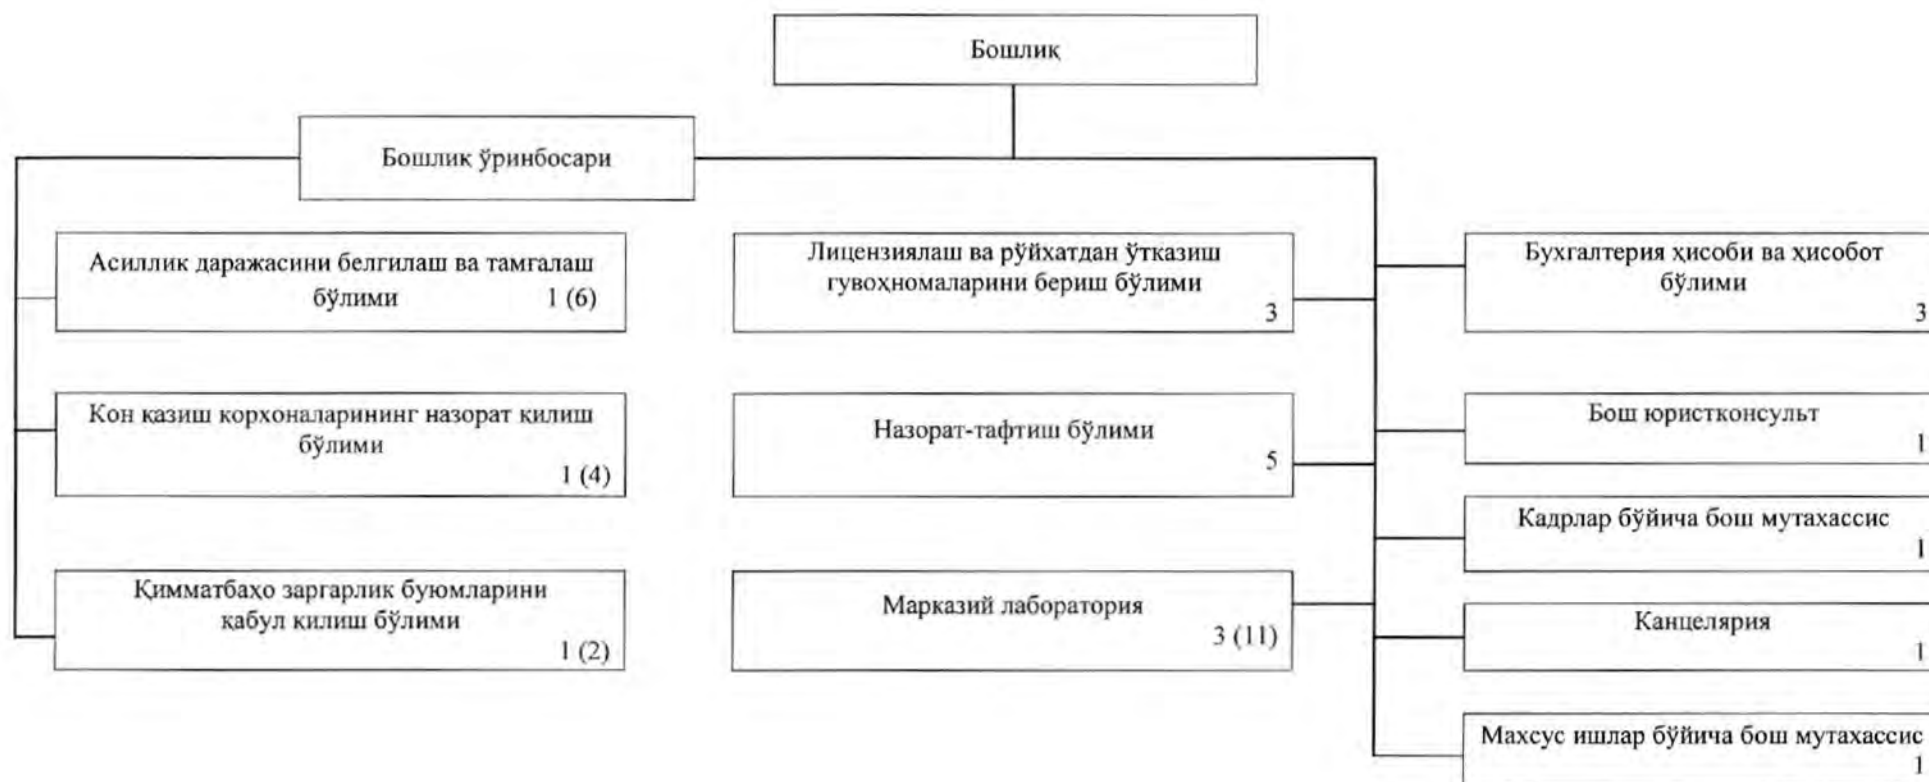 Бошлиқ
Бошлиқ ўринбосари
Асиллик даражасини белгилаш ва тамғалаш
бўлими 1 (6)
Кон қазиш корхоналарининг назорат қилиш
бўлими
1 (4)
Қимматбаҳо заргарлик буюмларини
қабул қилиш бўлими
1 (2)
Лицензиялаш ва рўйхатдан ўтказиш
гувоҳномаларини бериш бўлими
3
Назорат-тафтиш бўлими
5
Марказий лаборатория
3 (11)
Бухгалтерия ҳисоби ва ҳисобот
бўлими
3
Бош юристконсульт
1
Кадрлар бўйича бош мутахассис
1
Канцелярия
1
Махсус ишлар бўйича бош мутахассис
1